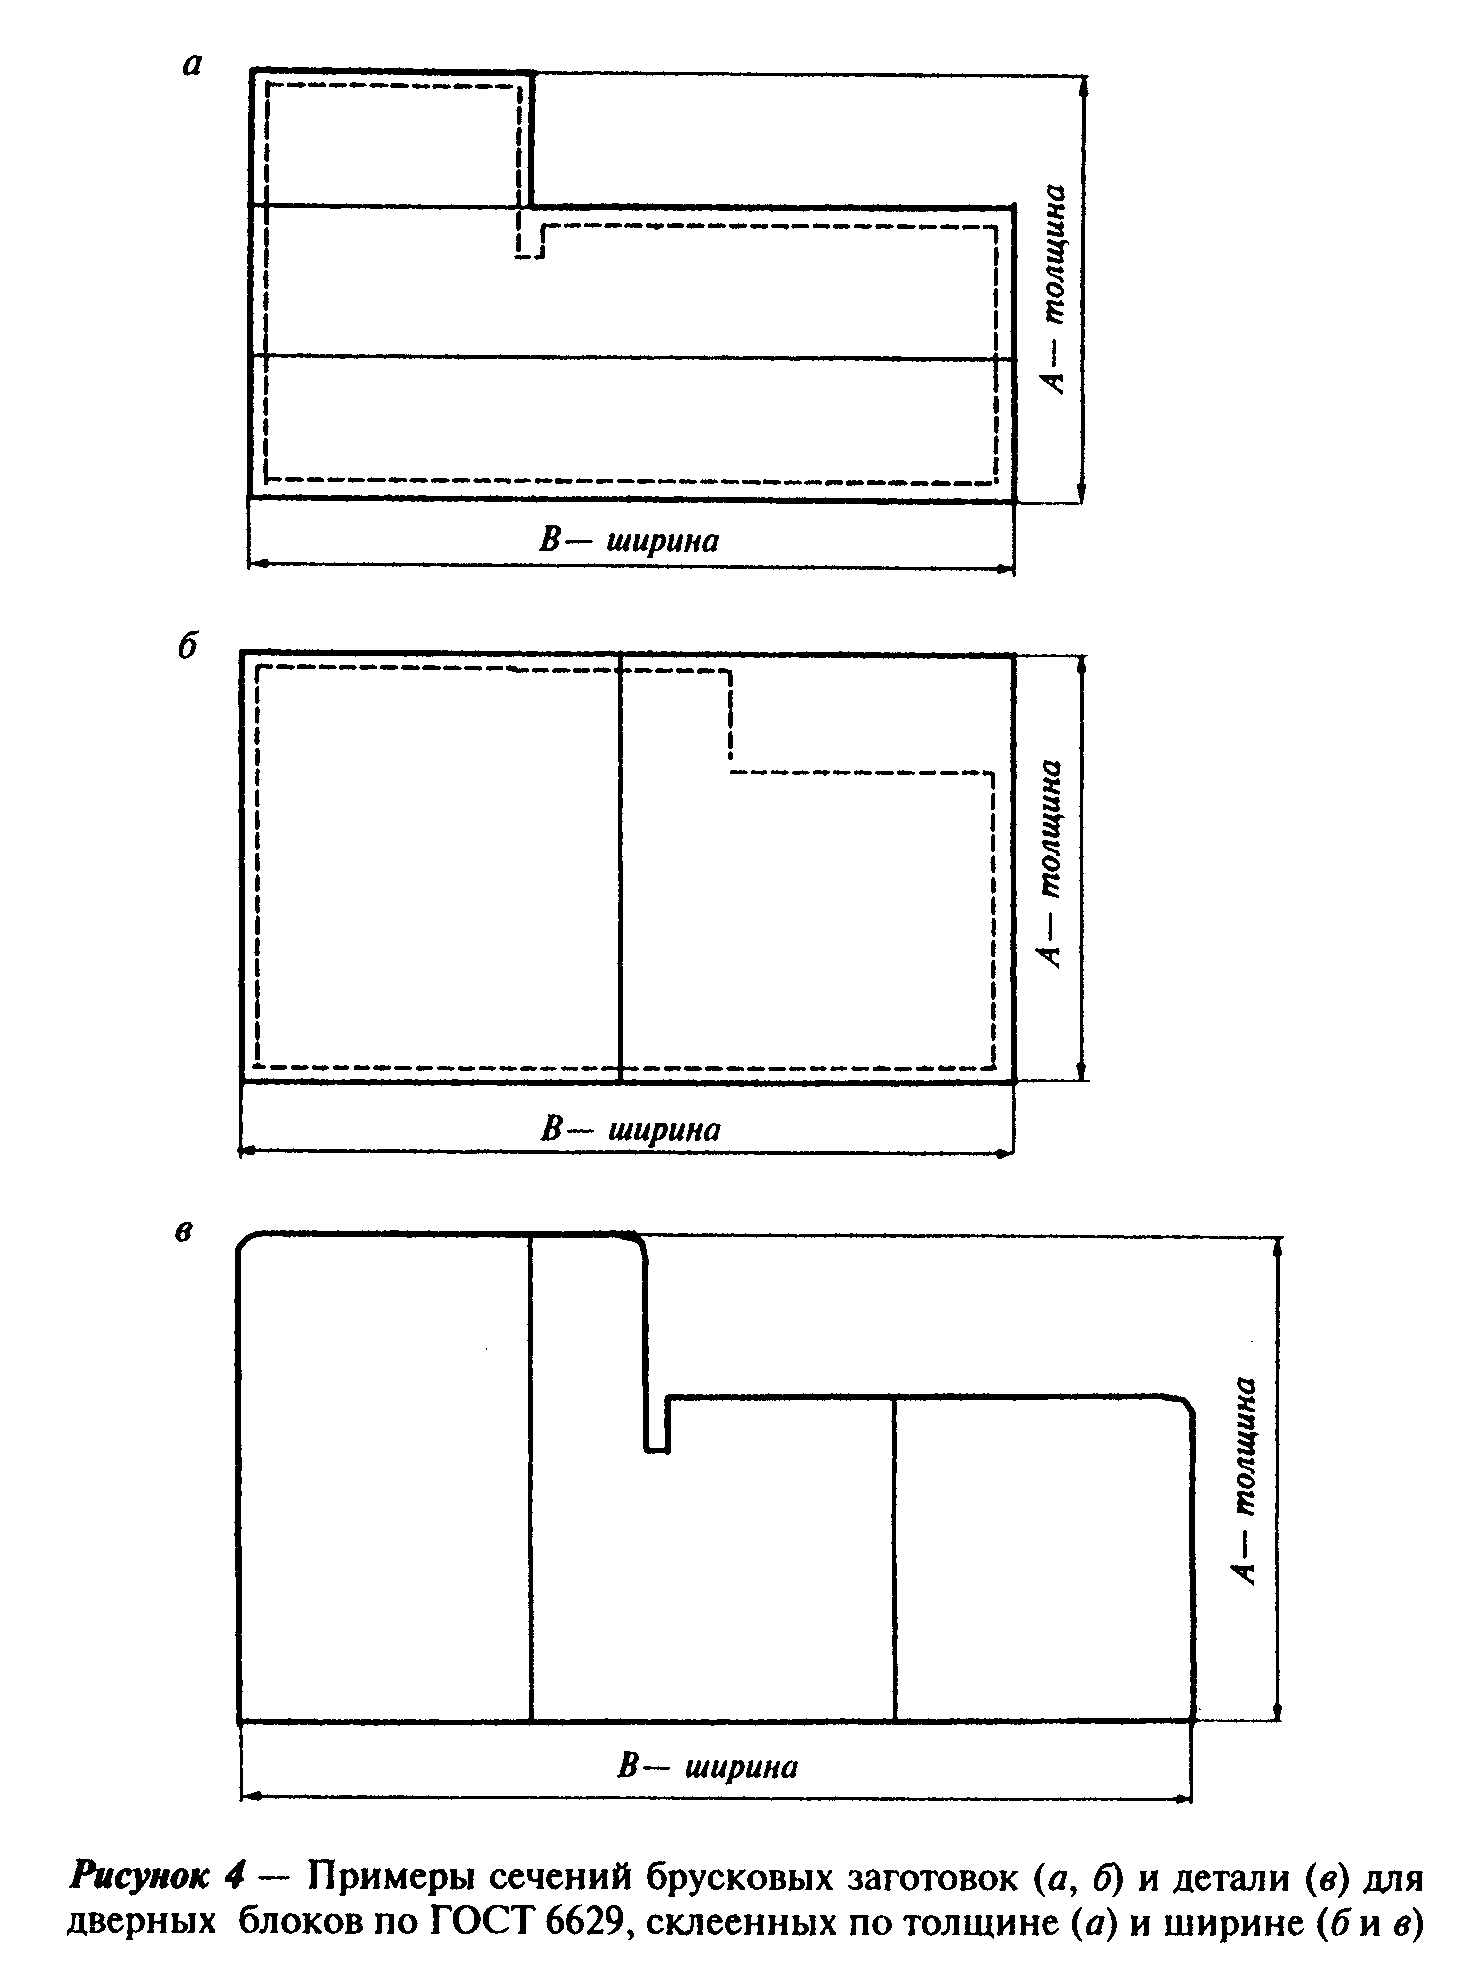 а
А— толщина
В— ширина
б
А— толщина
В— ширина
в
А— толщина
В— ширина
Рисунок 4 — Примеры сечений брусковых заготовок (а, б) и детали (в) для
дверных блоков по ГОСТ 6629, склеенных по толщине (а) и ширине (б и в)